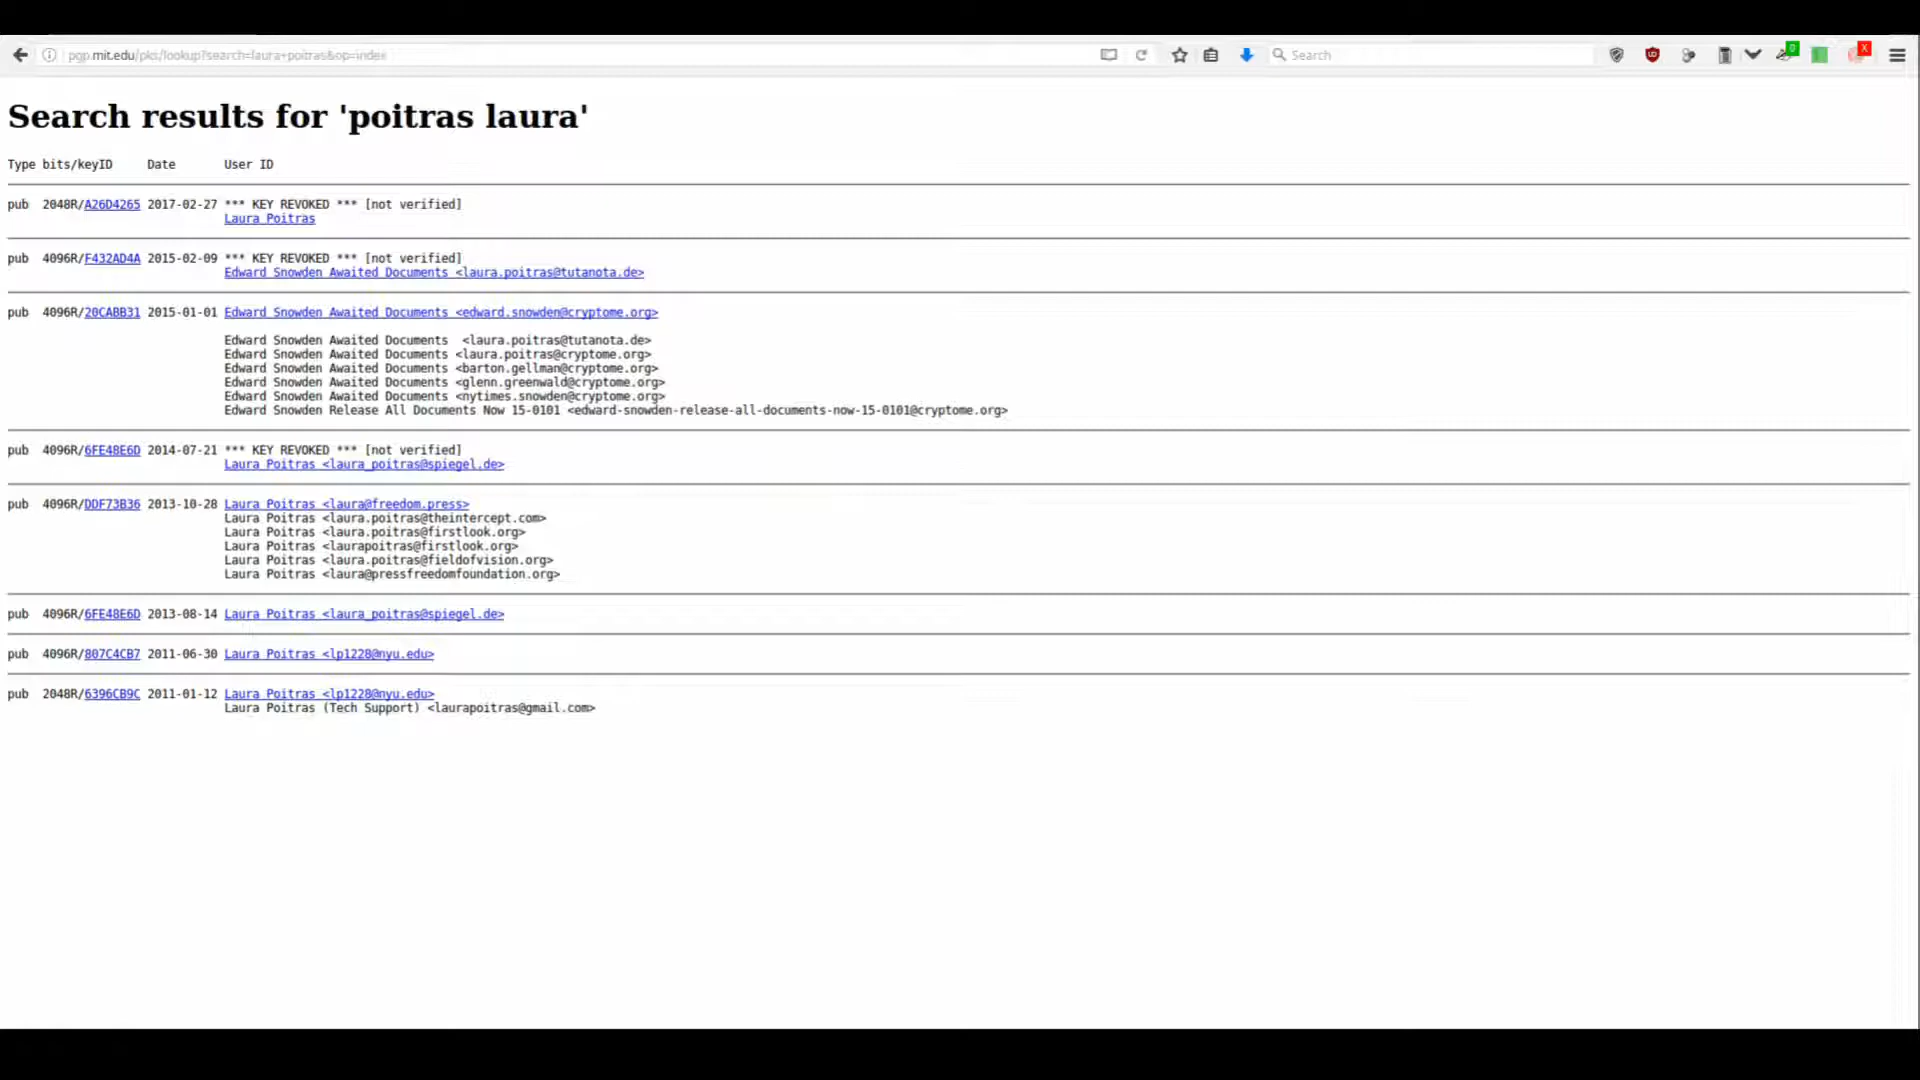 pgp.mit.edu/pks/lookup?search=laura+poitras&op=index
Search
0
X
Search results for 'poitras laura'
Type bits/keyID Date User ID
pub 2048R/A26D4265 2017-02-27 *** KEY REVOKED *** [not verified]
Laura Poitras
pub 4096R/F432AD4A 2015-02-09 *** KEY REVOKED *** [not verified]
Edward Snowden Awaited Documents <laura.poitras@tutanota.de>
pub 4096R/20CABB31 2015-01-01 Edward Snowden Awaited Documents <edward.snowden@cryptome.org>
Edward Snowden Awaited Documents <laura.poitras@tutanota.de>
Edward Snowden Awaited Documents <laura.poitras@cryptome.org>
Edward Snowden Awaited Documents <barton.gellman@cryptome.org>
Edward Snowden Awaited Documents <glenn.greenwald@cryptome.org>
Edward Snowden Awaited Documents <nytimes.snowden@cryptome.org>
Edward Snowden Release All Documents Now 15-0101 <edward-snowden-release-all-documents-now-15-0101@cryptome.org>
pub 4096R/6FE48E6D 2014-07-21 *** KEY REVOKED *** [not verified]
Laura Poitras <laura_poitras@spiegel.de>
pub 4096R/DDF73B36 2013-10-28 Laura Poitras <laura@freedom.press>
Laura Poitras <laura.poitras@theintercept.com>
Laura Poitras <laura.poitras@firstlook.org>
Laura Poitras <laurapoitras@firstlook.org>
Laura Poitras <laura.poitras@fieldofvision.org>
Laura Poitras <laura@pressfreedomfoundation.org>
pub 4096R/6FE48E6D 2013-08-14 Laura Poitras <laura_poitras@spiegel.de>
pub 4096R/807C4CB7 2011-06-30 Laura Poitras <lp1228@nyu.edu>
pub 2048R/6396CB9C 2011-01-12 Laura Poitras <lp1228@nyu.edu>
Laura Poitras (Tech Support) <laurapoitras@gmail.com>